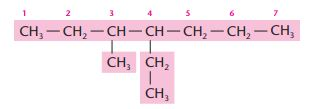 1 2 3 4 5 6 7
CH₃—CH₂—CH—CH—CH₂—CH₂—CH₃
CH₃ CH₂
CH₃